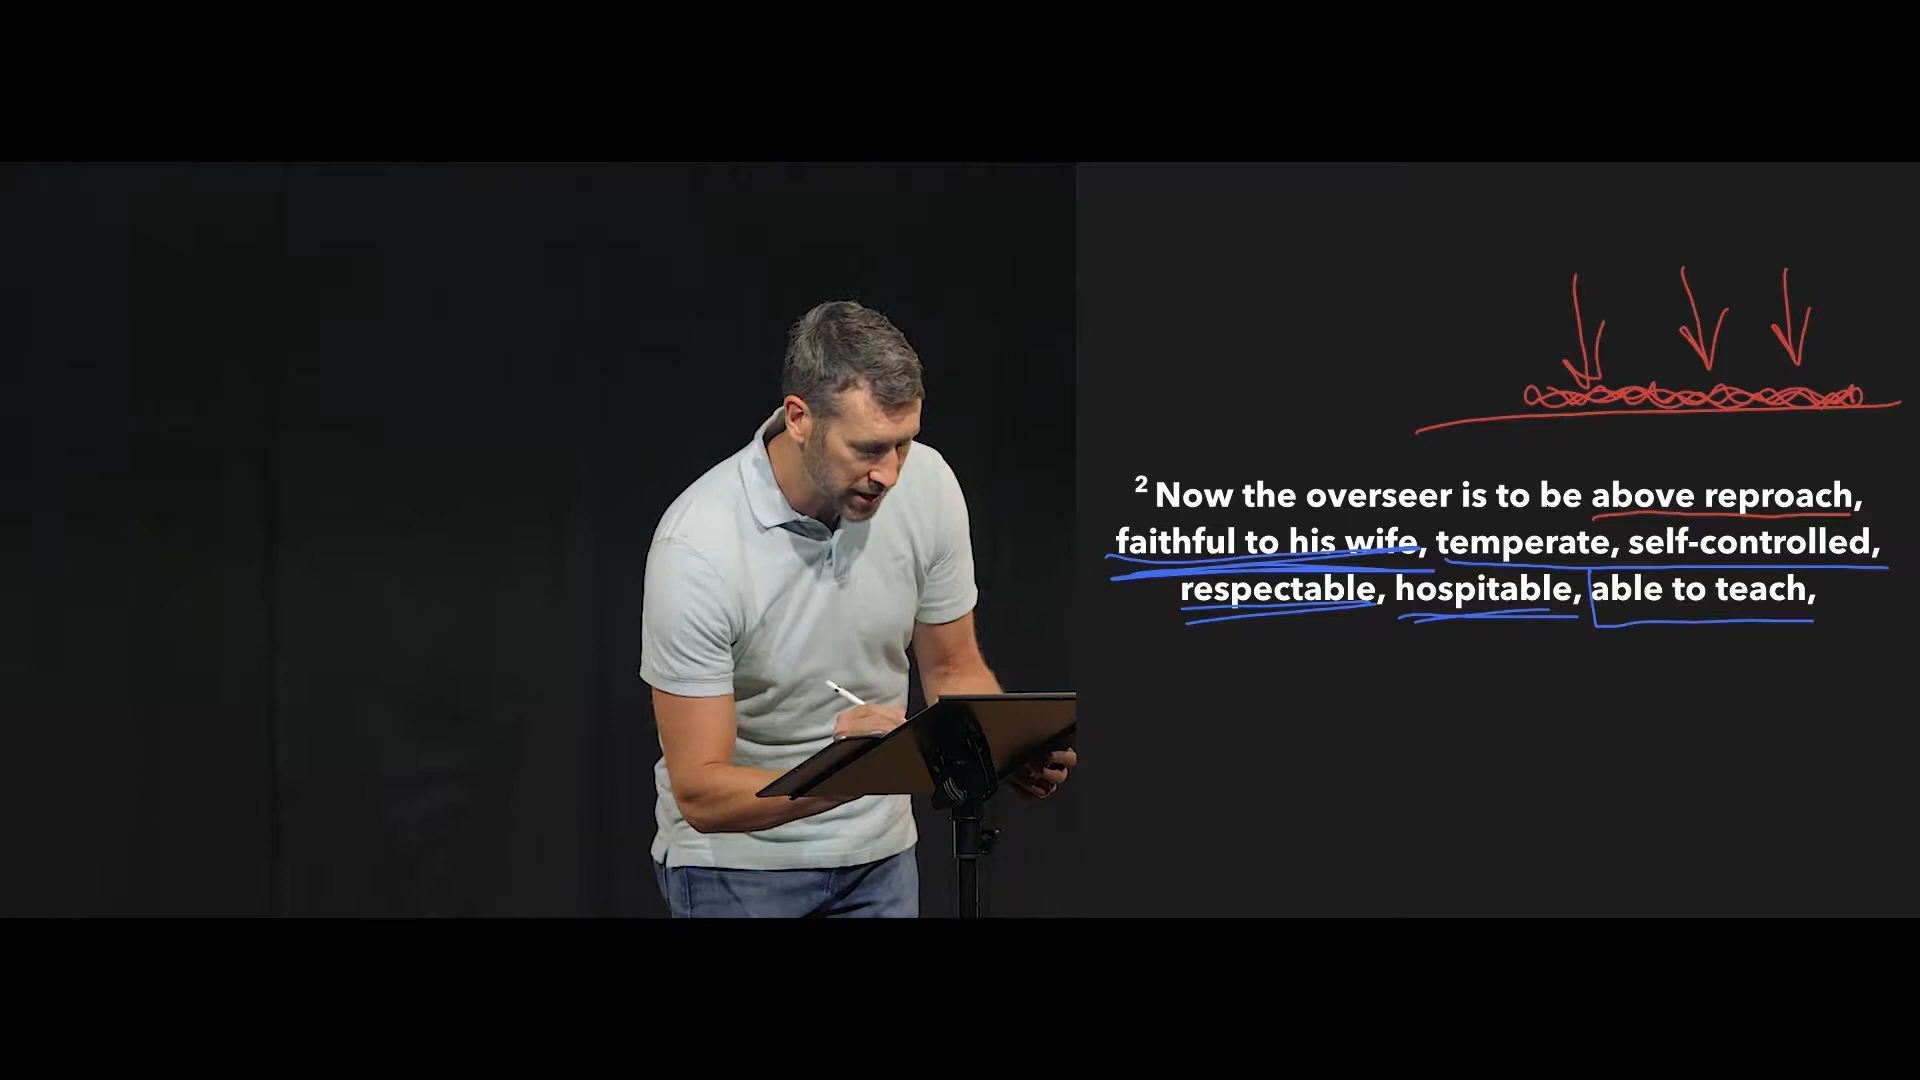 ² Now the overseer is to be above reproach,
faithful to his wife, temperate, self-controlled,
respectable, hospitable, able to teach,